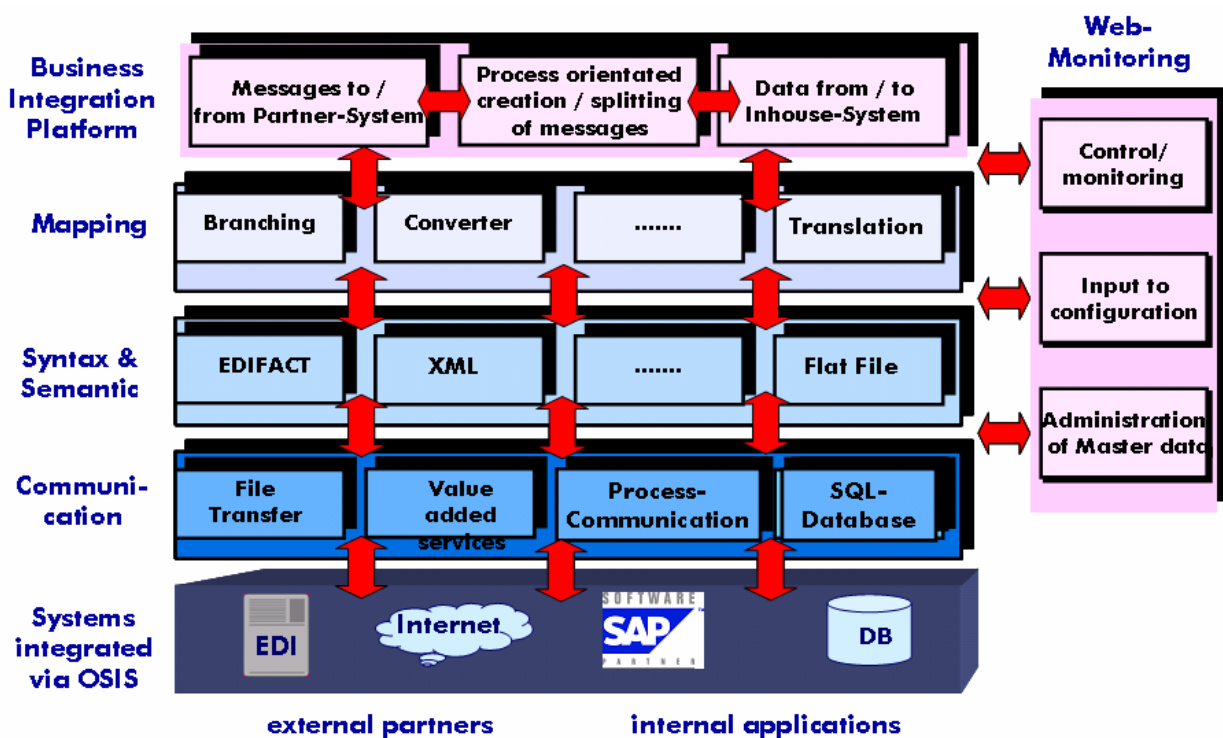 Web-
Monitoring
Business
Integration
Platform
Messages to /
from Partner-System
Process orientated
creation / splitting
of messages
Data from / to
Inhouse-System
Control/
monitoring
Mapping
Branching
Converter
.......
Translation
Input to
configuration
Syntax &
Semantic
EDIFACT
XML
.......
Flat File
Administration
of Master data
Communi-
cation
File
Transfer
Value
added
services
Process-
Communication
SQL-
Database
Systems
integrated
via OSIS
EDI
Internet
SOFTWARE
SAP
TM
PARTNER
DB
external partners
internal applications